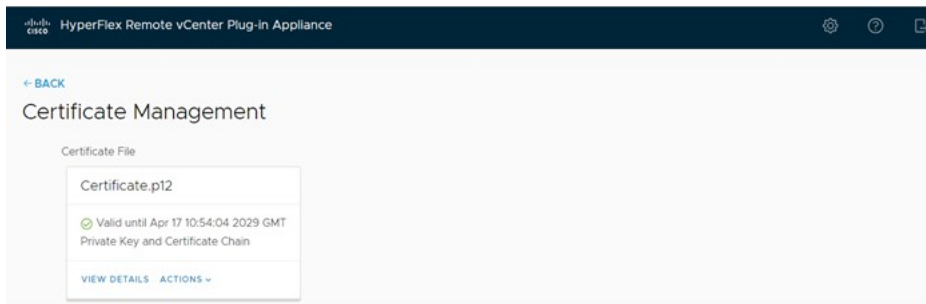 CISCO HyperFlex Remote vCenter Plug-in Appliance
← BACK
Certificate Management
Certificate File
Certificate.p12
Valid until Apr 17 10:54:04 2029 GMT
Private Key and Certificate Chain
VIEW DETAILS ACTIONS